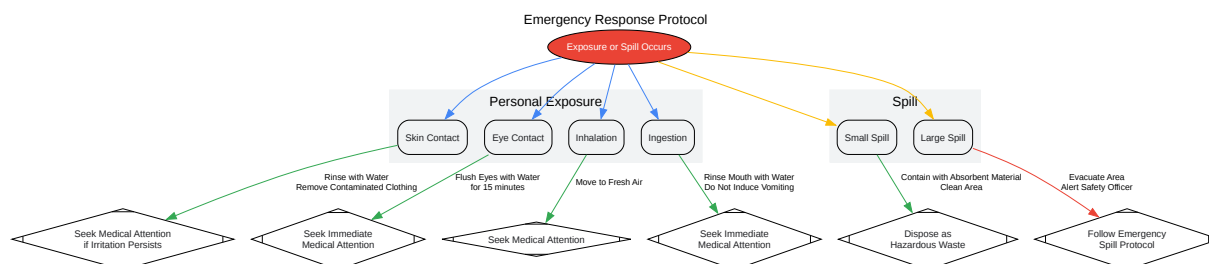 Emergency Response Protocol
Exposure or Spill Occurs
Personal Exposure
Spill
Skin Contact
Eye Contact
Inhalation
Ingestion
Small Spill
Large Spill
Rinse with Water
Remove Contaminated Clothing
Flush Eyes with Water
for 15 minutes
Move to Fresh Air
Rinse Mouth with Water
Do Not Induce Vomiting
Contain with Absorbent Material
Clean Area
Evacuate Area
Alert Safety Officer
Seek Medical Attention
if Irritation Persists
Seek Immediate
Medical Attention
Seek Medical Attention
Seek Immediate
Medical Attention
Dispose as
Hazardous Waste
Follow Emergency
Spill Protocol